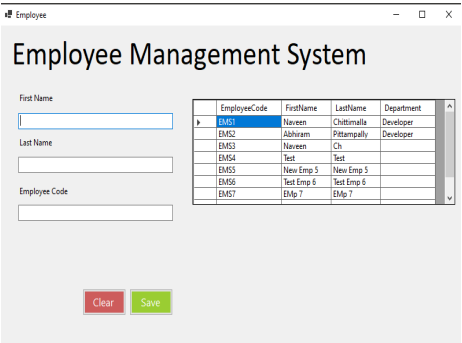 Employee
Employee Management System
First Name
Last Name
Employee Code
EmployeeCode FirstName LastName Department
EMS1 Naveen Chittimalla Developer
EMS2 Abhiram Pittampally Developer
EMS3 Naveen Ch
EMS4 Test Test
EMS5 New Emp 5 New Emp 5
EMS6 Test Emp 6 Test Emp 6
EMS7 EMp 7 EMp 7
Clear Save